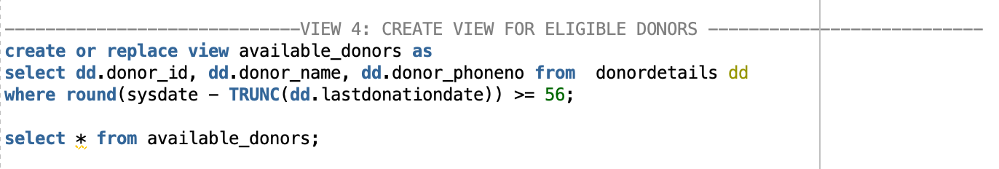 -----------------------------VIEW 4: CREATE VIEW FOR ELIGIBLE DONORS ---------------------------
create or replace view available_donors as
select dd.donor_id, dd.donor_name, dd.donor_phoneno from  donordetails dd
where round(sysdate - TRUNC(dd.lastdonationdate)) >= 56;
select * from available_donors;